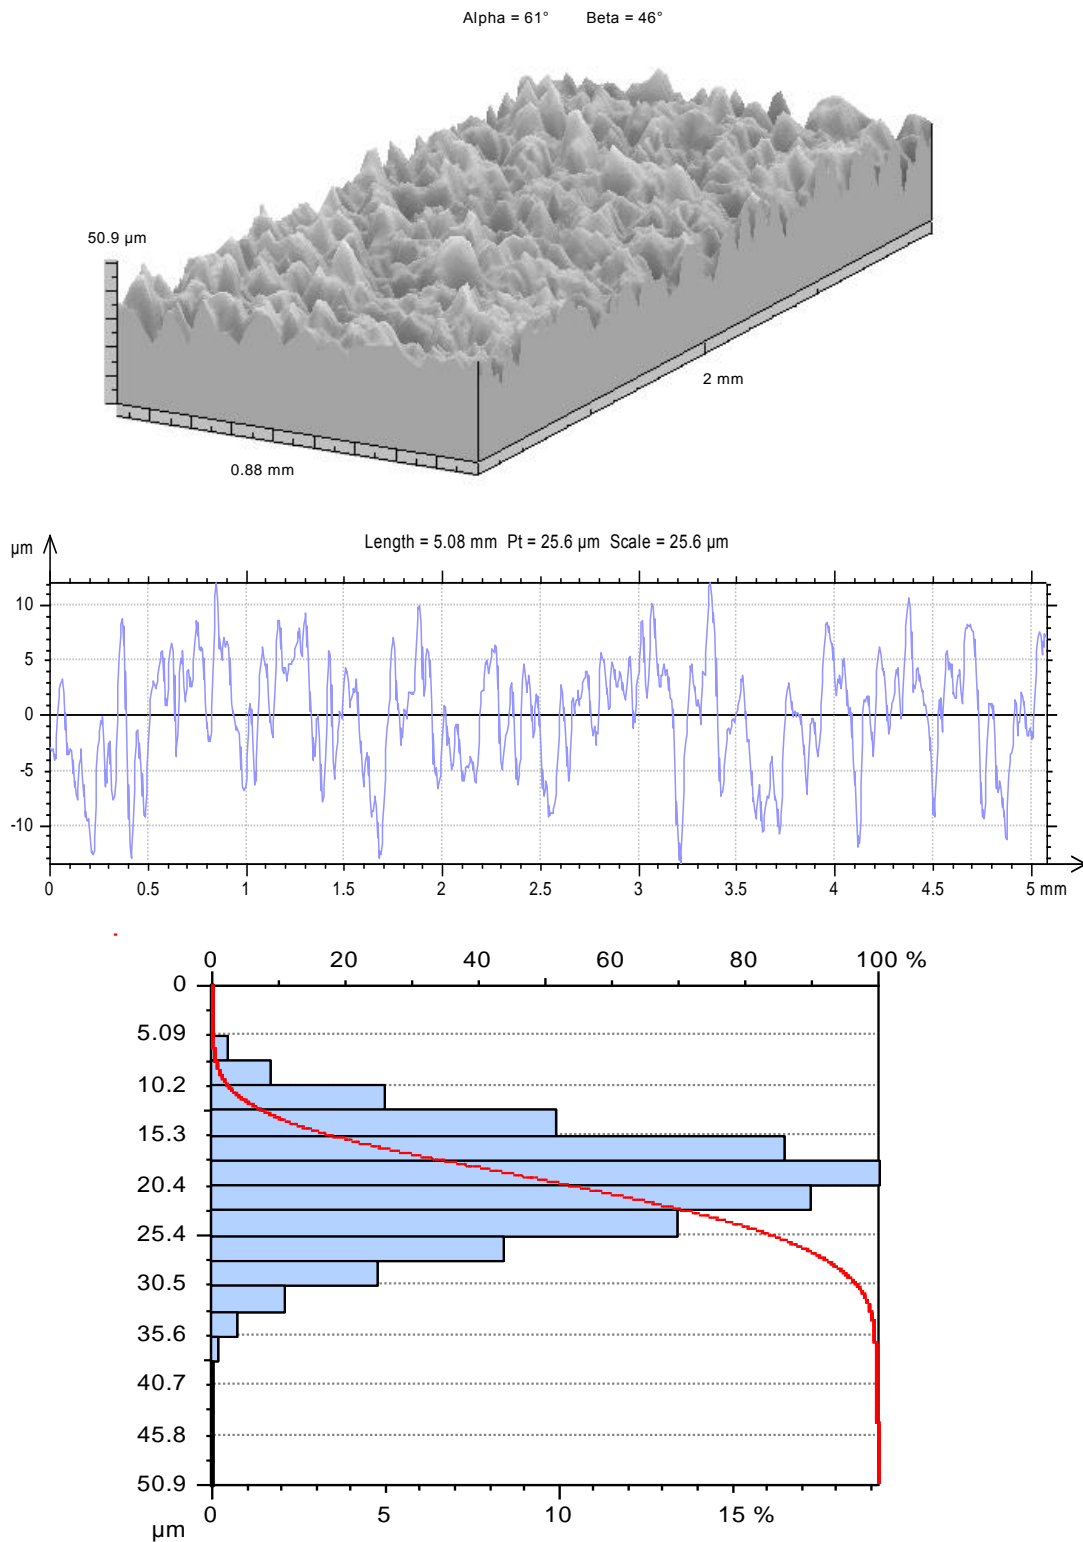 Alpha = 61° Beta = 46°
50.9 µm
2 mm
0.88 mm
µm Length = 5.08 mm Pt = 25.6 µm Scale = 25.6 µm
10
5
0
-5
-10
0 0.5 1 1.5 2 2.5 3 3.5 4 4.5 5 mm
0 20 40 60 80 100 %
0
5.09
10.2
15.3
20.4
25.4
30.5
35.6
40.7
45.8
50.9
0 5 10 15 %
µm